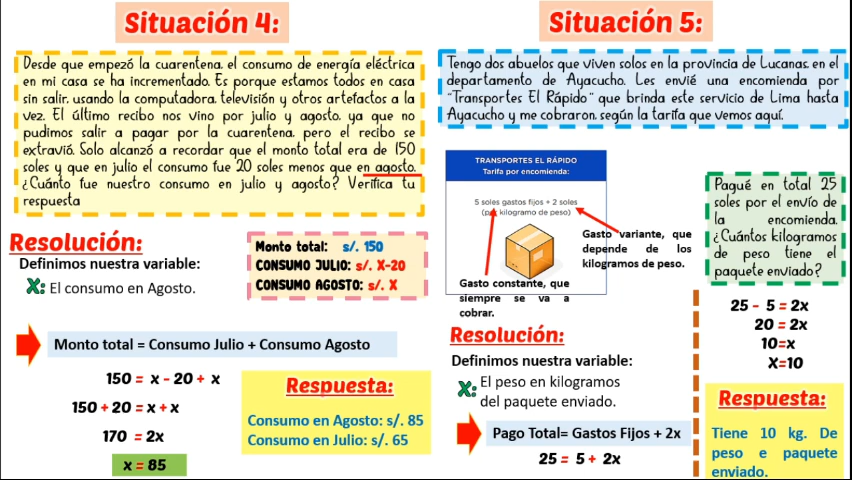 Situación 4:
Desde que empezó la cuarentena, el consumo de energía eléctrica
en mi casa se ha incrementado. Es porque estamos todos en casa
sin salir, usando la computadora, televisión y otros artefactos a la
vez. El último recibo nos vino por julio y agosto, ya que no
pudimos salir a pagar por la cuarentena, pero el recibo se
extravió. Solo alcanzó a recordar que el monto total era de 150
soles y que en julio el consumo fue 20 soles menos que en agosto.
¿Cuánto fue nuestro consumo en julio y agosto? Verifica tu
respuesta
Resolución:
Definimos nuestra variable:
X: El consumo en Agosto.
Monto total: s/. 150
CONSUMO JULIO: s/. X-20
CONSUMO AGOSTO: s/. X
Monto total = Consumo Julio + Consumo Agosto
150 = x - 20 + x
150 + 20 = x + x
170 = 2x
x = 85
Respuesta:
Consumo en Agosto: s/. 85
Consumo en Julio: s/. 65
Situación 5:
Tengo dos abuelos que viven solos en la provincia de Lucanas, en el
departamento de Ayacucho. Les envié una encomienda por
"Transportes El Rápido" que brinda este servicio de Lima hasta
Ayacucho y me cobraron, según la tarifa que vemos aquí.
TRANSPORTES EL RÁPIDO
Tarifa por encomienda:
5 soles gastos fijos + 2 soles
(por kilogramo de peso)
Gasto variante, que
depende de los
kilogramos de peso.
Gasto constante, que
siempre se va a
cobrar.
Pagué en total 25
soles por el envío de
la encomienda.
¿Cuántos kilogramos
de peso tiene el
paquete enviado?
Resolución:
Definimos nuestra variable:
X: El peso en kilogramos
del paquete enviado.
Pago Total= Gastos Fijos + 2x
25 = 5 + 2x
25 - 5 = 2x
20 = 2x
10=x
X=10
Respuesta:
Tiene 10 kg. De
peso e paquete
enviado.